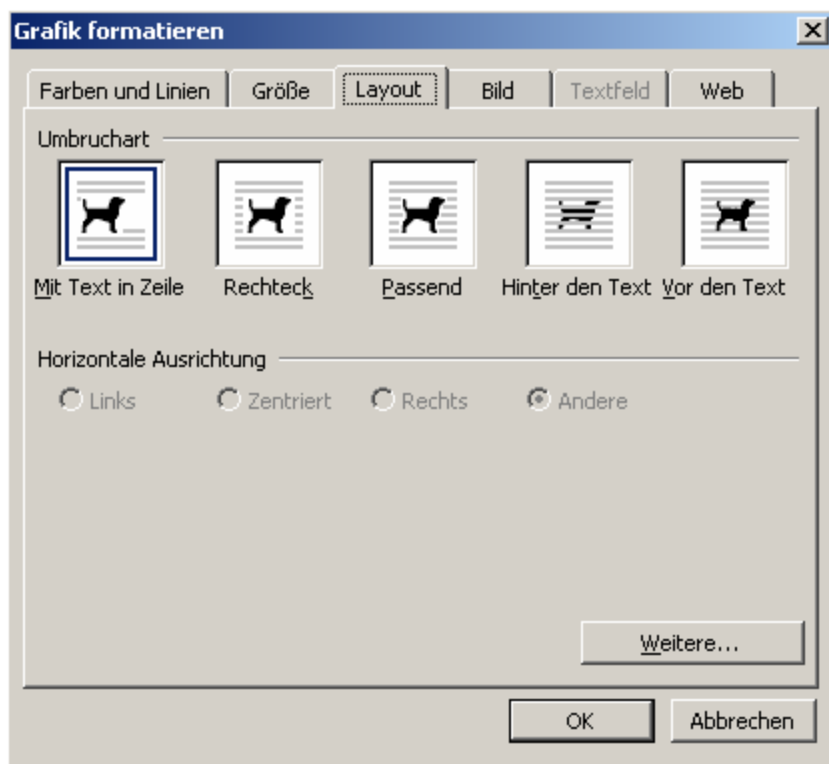 Grafik formatieren
Farben und Linien Größe Layout Bild Textfeld Web
Umbruchart
Mit Text in Zeile Rechteck Passend Hinter den Text Vor den Text
Horizontale Ausrichtung
Links Zentriert Rechts Andere
Weitere...
OK Abbrechen